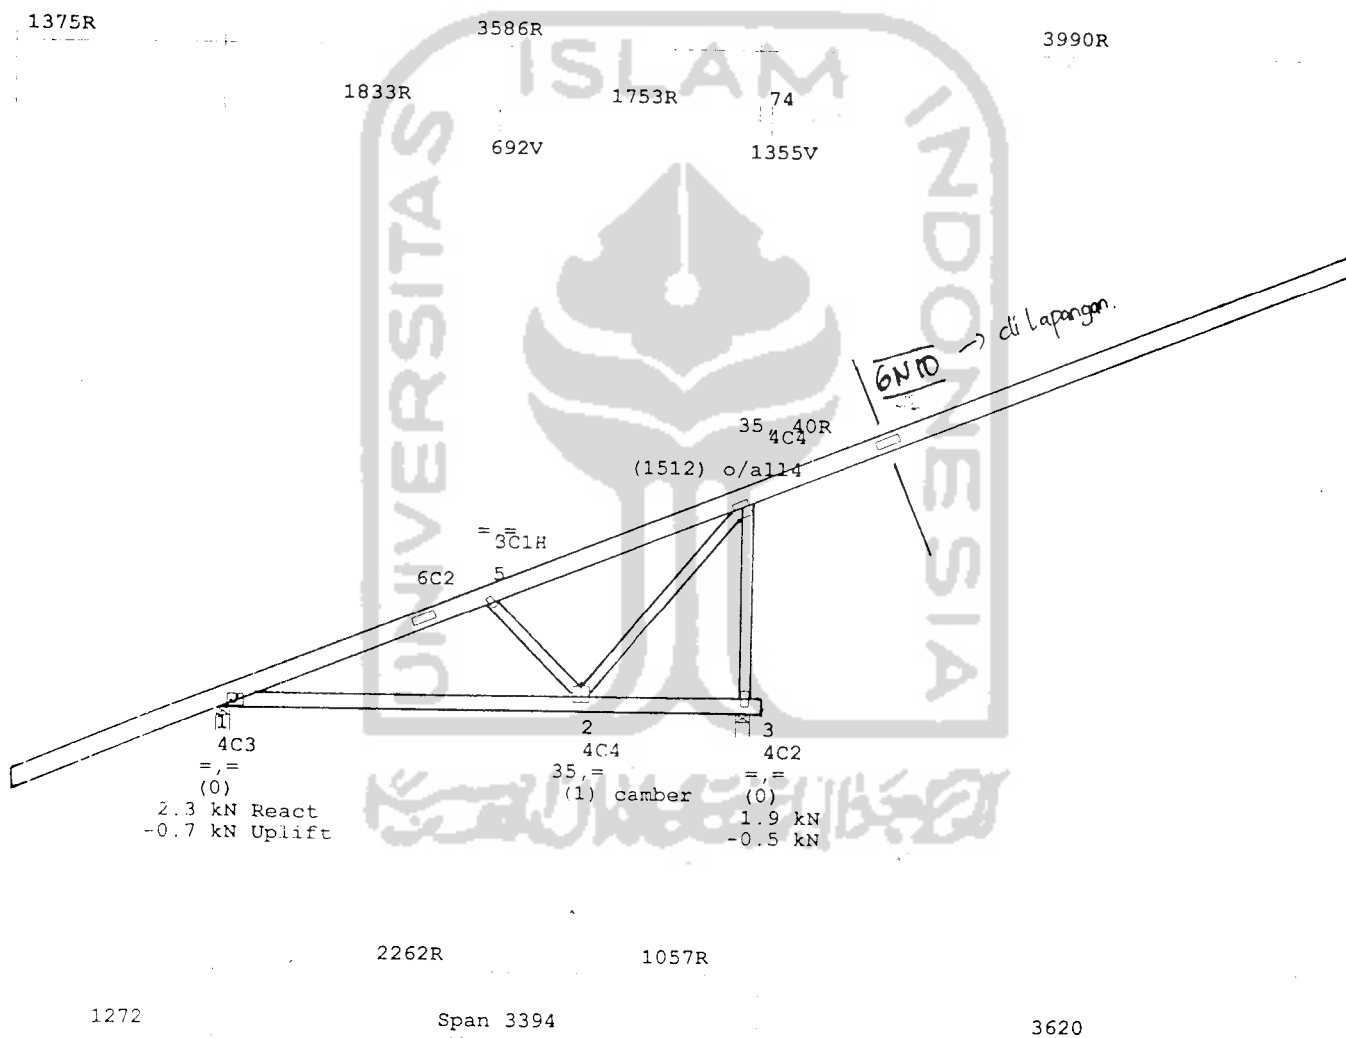 1375R
3586R
3990R
1833R
1753R
74
692V
1355V
UNIVERSITAS ISLAM INDONESIA
6N10 → di Lapangan.
35, 40R
4C4
(1512) o/all4
= =
3C1H
6C2
5
1
4C3
=,=
(0)
2.3 kN React
-0.7 kN Uplift
2
4C4
35,=
(1) camber
3
4C2
=,=
(0)
1.9 kN
-0.5 kN
2262R
1057R
1272
Span 3394
3620